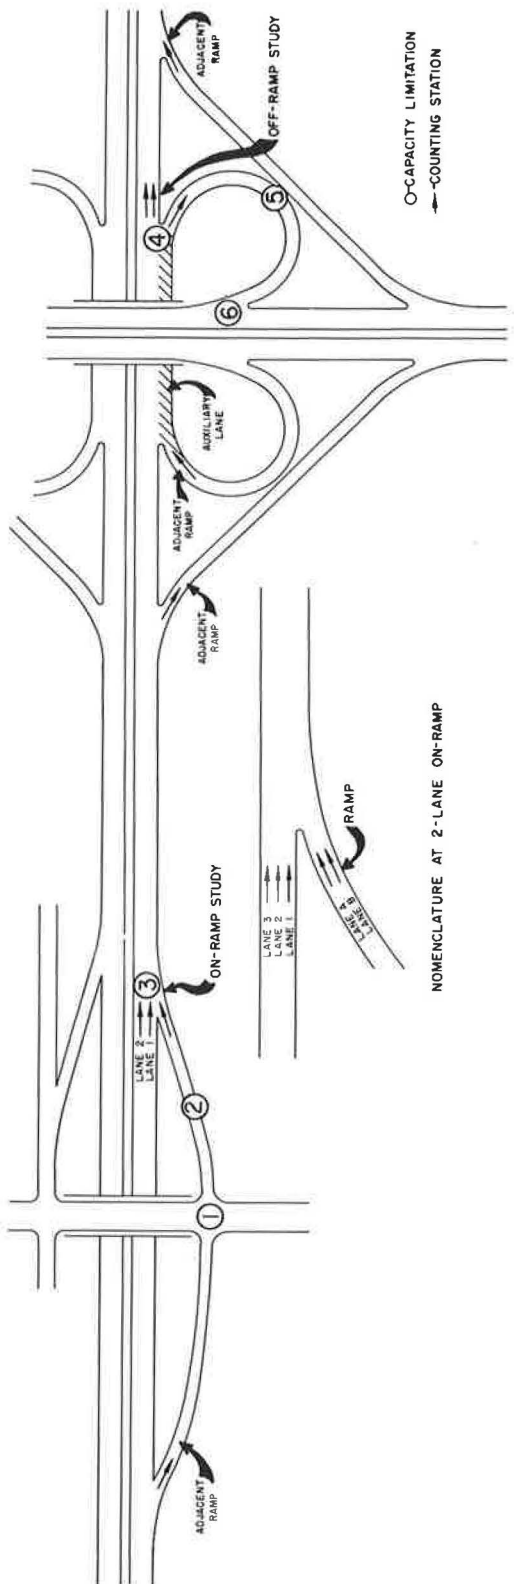 ADJACENT
RAMP
1
2
LANE 2
LANE 1
3
ON-RAMP STUDY
ADJACENT
RAMP
ADJACENT
RAMP
AUXILIARY
LANE
6
4
5
OFF-RAMP STUDY
ADJACENT
RAMP
CAPACITY LIMITATION
COUNTING STATION
LANE 3
LANE 2
LANE 1
LANE A
LANE B
RAMP
NOMENCLATURE AT 2-LANE ON-RAMP